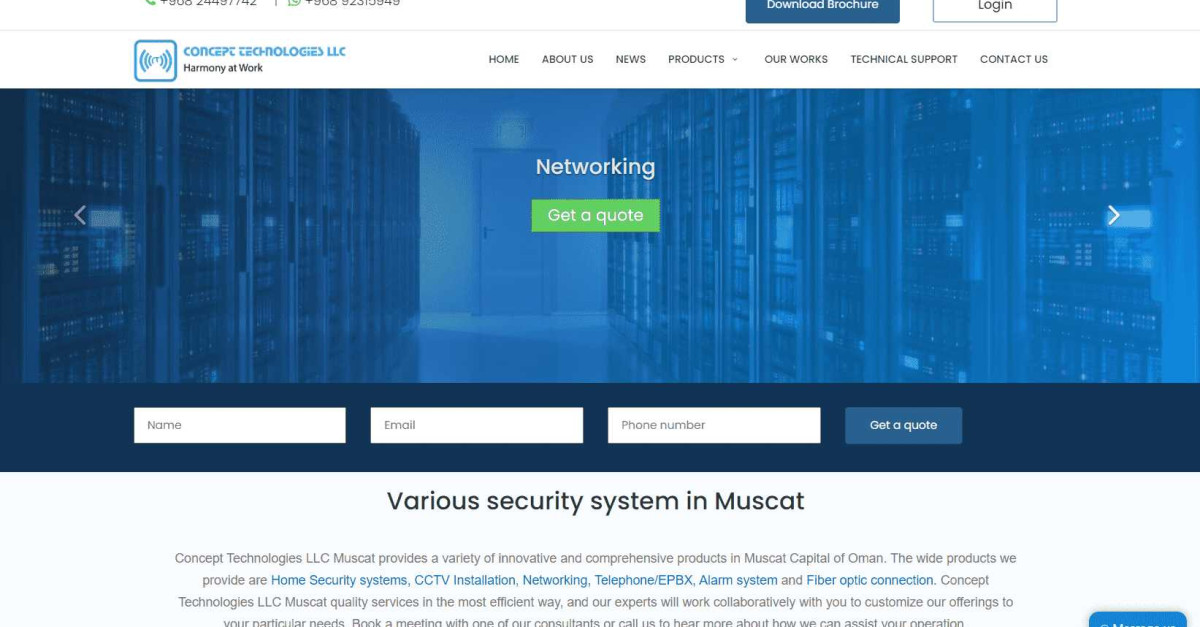 +968 24497742 | +968 92315949
Download Brochure
Login
CONCEPT TECHNOLOGIES LLC
Harmony at Work
HOME ABOUT US NEWS PRODUCTS OUR WORKS TECHNICAL SUPPORT CONTACT US
Networking
Get a quote
Name Email Phone number Get a quote
Various security system in Muscat
Concept Technologies LLC Muscat provides a variety of innovative and comprehensive products in Muscat Capital of Oman. The wide products we
provide are Home Security systems, CCTV Installation, Networking, Telephone/EPBX, Alarm system and Fiber optic connection. Concept
Technologies LLC Muscat quality services in the most efficient way, and our experts will work collaboratively with you to customize our offerings to
your particular needs. Book a meeting with one of our consultants or call us to hear more about how we can assist your operation.
Message us